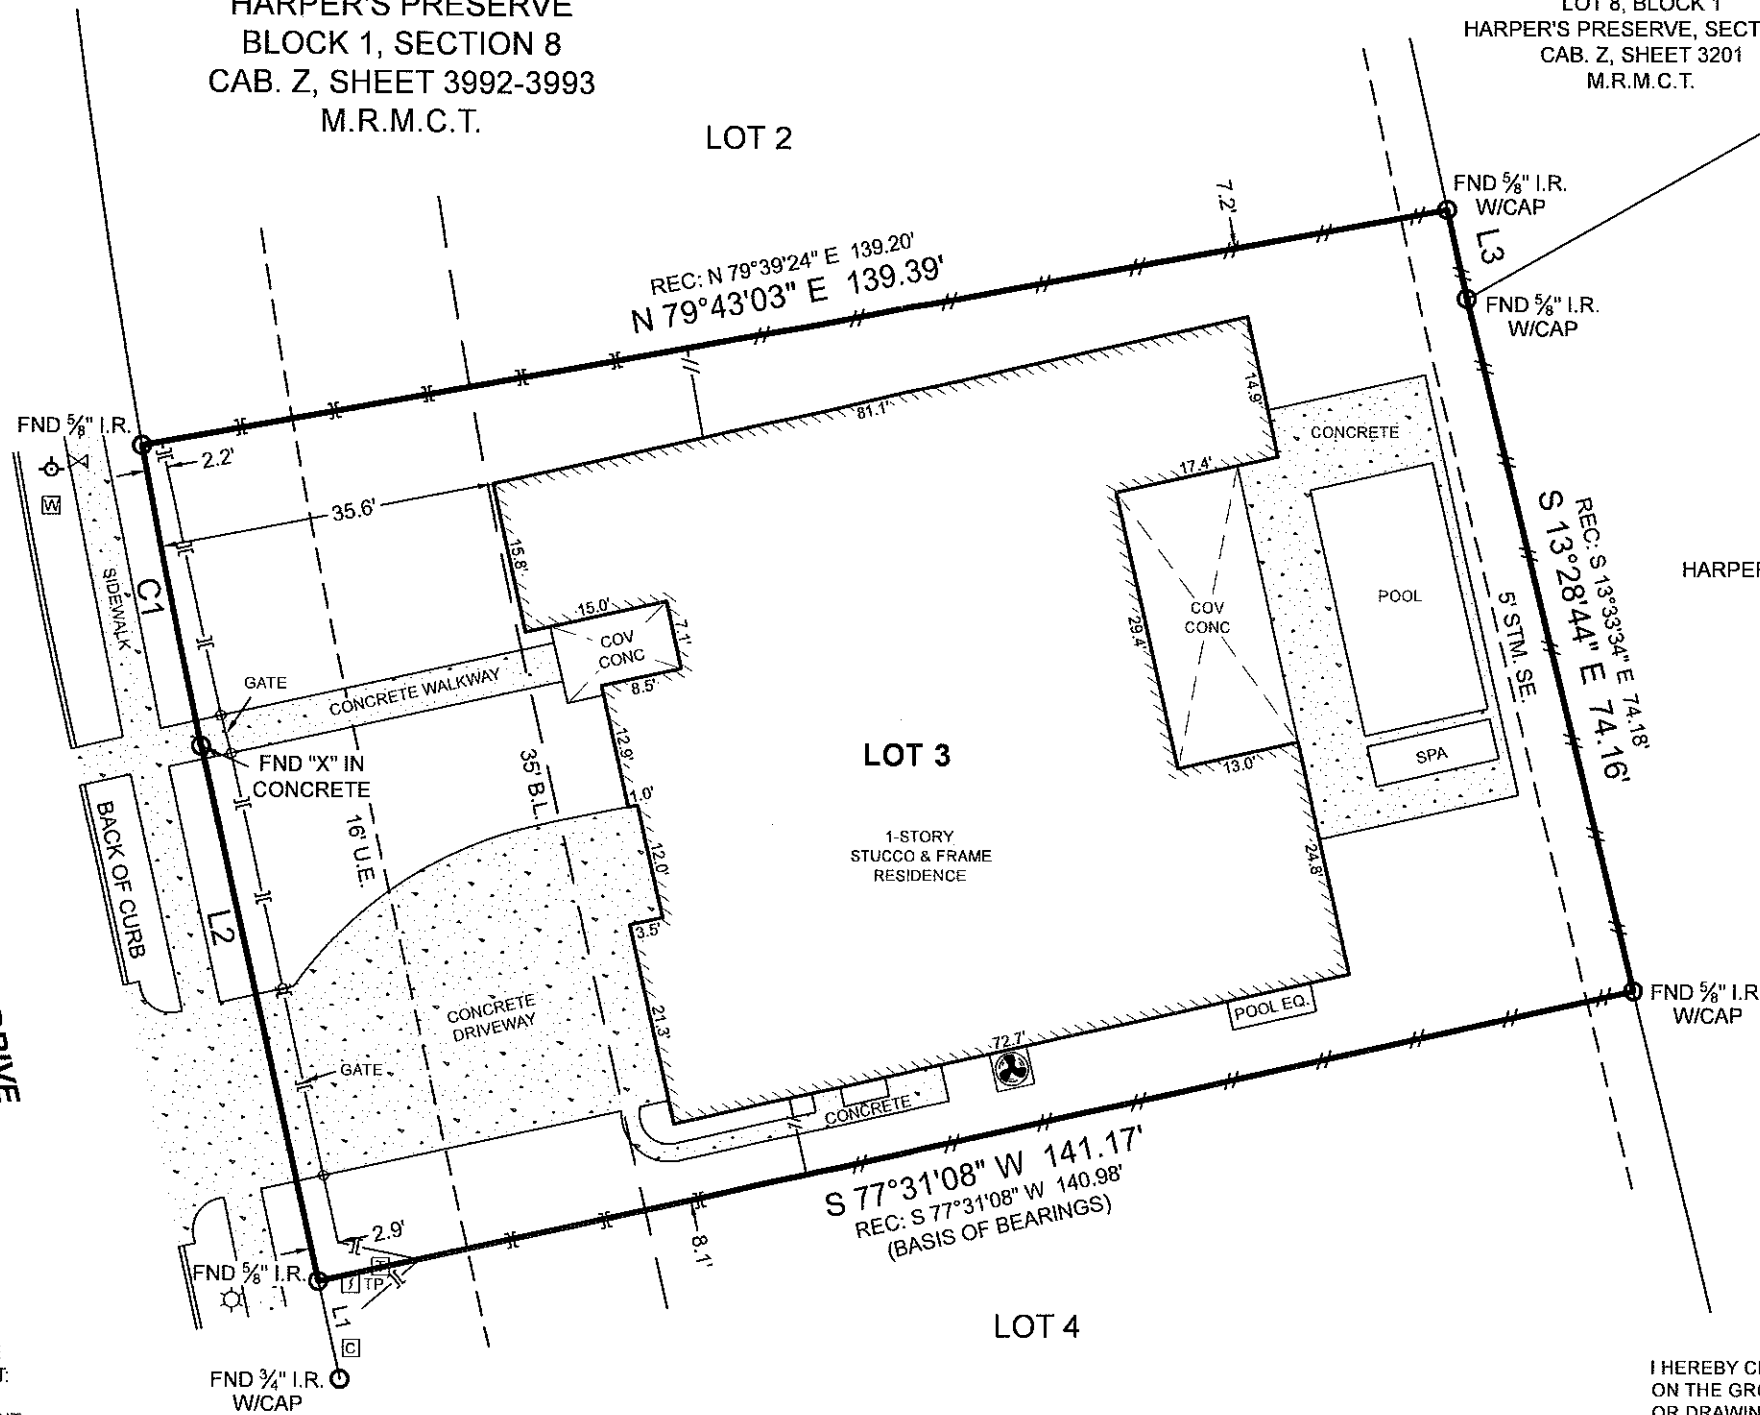 HARPER'S PRESERVE
BLOCK 1, SECTION 8
CAB. Z, SHEET 3992-3993
M.R.M.C.T.
LOT 8, BLOCK 1
HARPER'S PRESERVE, SECT
CAB. Z, SHEET 3201
M.R.M.C.T.
LOT 2
FND ⅝" I.R.
W/CAP
7.2'
L3
REC: N 79°39'24" E 139.20'
N 79°43'03" E 139.39'
FND ⅝" I.R.
W/CAP
FND ⅝" I.R.
2.2'
W
35.6'
81.1'
14.9'
CONCRETE
17.4'
SIDEWALK
C1
15.8'
15.0'
7.1'
COV
CONC
8.5'
29.4'
COV
CONC
POOL
5' STM. SE.
REC: S 13°33'34" E 74.18'
S 13°28'44" E 74.16'
HARPER
GATE
CONCRETE WALKWAY
FND "X" IN
CONCRETE
12.9'
35' B.L.
LOT 3
13.0'
SPA
BACK OF CURB
16' U.E.
1.0'
12.0'
1-STORY
STUCCO & FRAME
RESIDENCE
24.8'
L2
3.5'
CONCRETE
DRIVEWAY
21.3'
POOL EQ.
FND ⅝" I.R
W/CAP
72.7'
GATE
CONCRETE
DRIVE
S 77°31'08" W 141.17'
REC: S 77°31'08" W 140.98'
(BASIS OF BEARINGS)
2.9'
8.1'
FND ⅝" I.R.
T
TP
L1
C
LOT 4
FND ¾" I.R.
W/CAP
T:
I HEREBY C
ON THE GR
OR DRAWIN